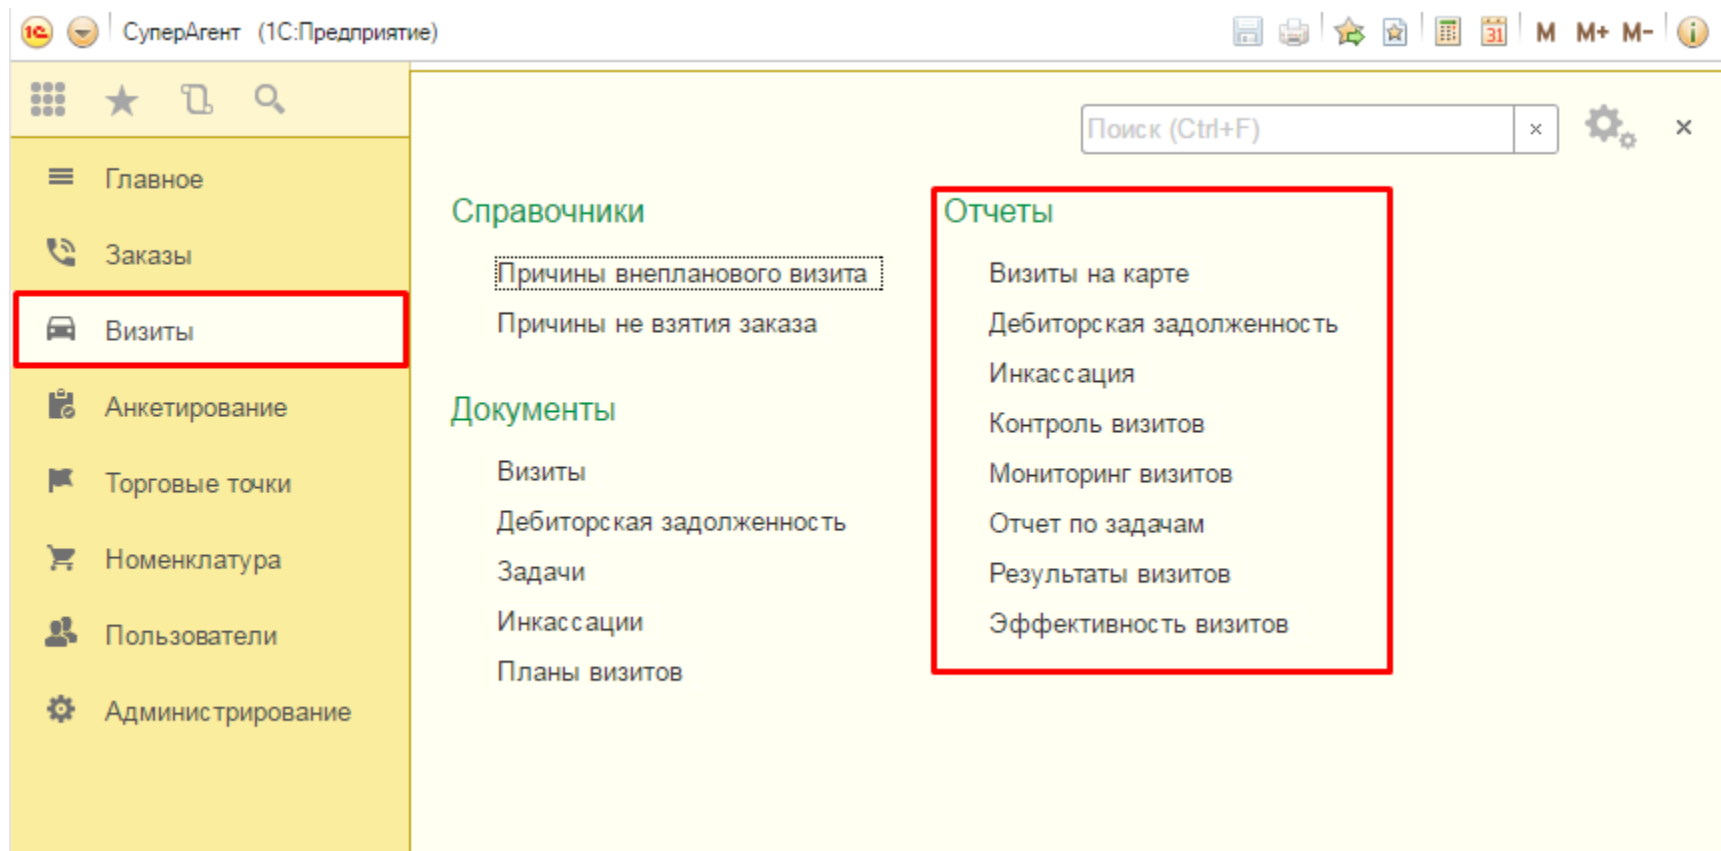 СуперАгент (1С:Предприятие)
31 M M+ M-
Поиск (Ctrl+F)
Главное
Заказы
Визиты
Анкетирование
Торговые точки
Номенклатура
Пользователи
Администрирование
Справочники
Причины внепланового визита
Причины не взятия заказа
Документы
Визиты
Дебиторская задолженность
Задачи
Инкассации
Планы визитов
Отчеты
Визиты на карте
Дебиторская задолженность
Инкассация
Контроль визитов
Мониторинг визитов
Отчет по задачам
Результаты визитов
Эффективность визитов